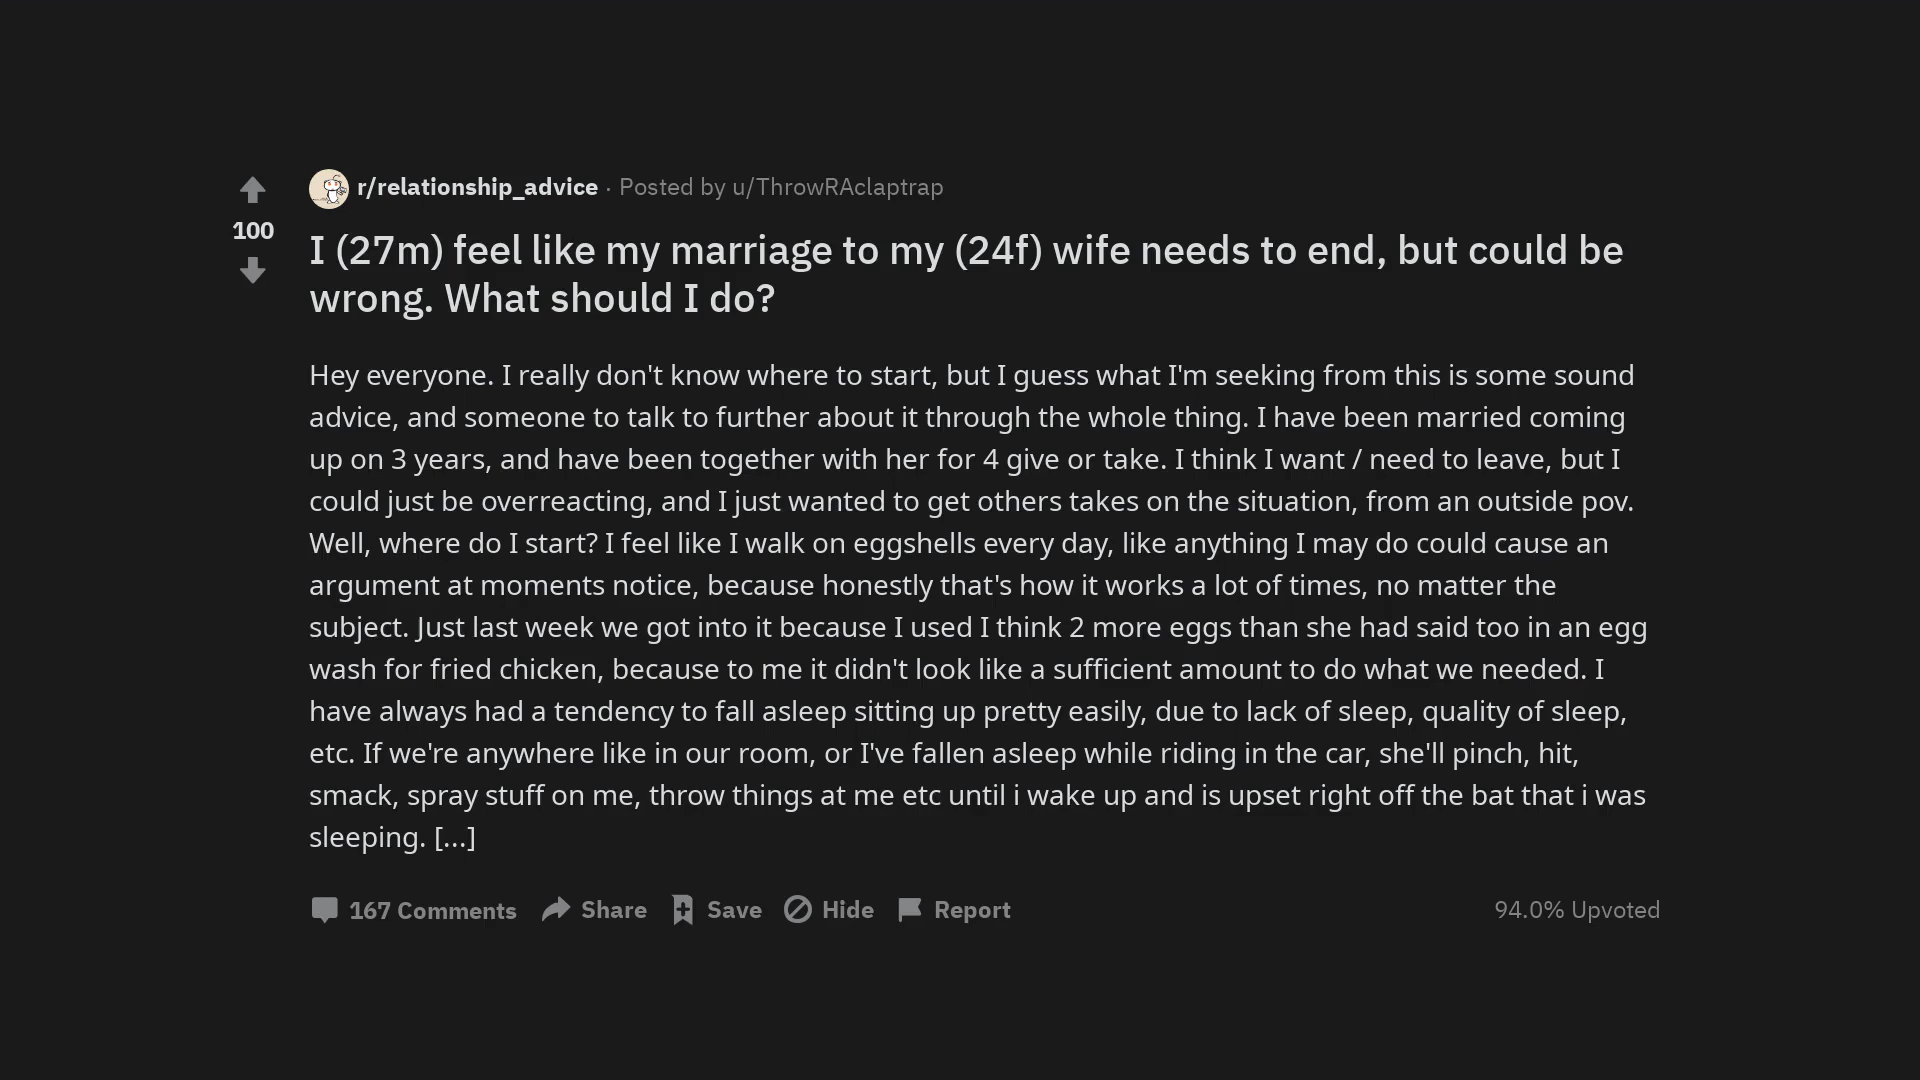 r/relationship_advice · Posted by u/ThrowRAclaptrap
100
I (27m) feel like my marriage to my (24f) wife needs to end, but could be
wrong. What should I do?
Hey everyone. I really don't know where to start, but I guess what I'm seeking from this is some sound
advice, and someone to talk to further about it through the whole thing. I have been married coming
up on 3 years, and have been together with her for 4 give or take. I think I want / need to leave, but I
could just be overreacting, and I just wanted to get others takes on the situation, from an outside pov.
Well, where do I start? I feel like I walk on eggshells every day, like anything I may do could cause an
argument at moments notice, because honestly that's how it works a lot of times, no matter the
subject. Just last week we got into it because I used I think 2 more eggs than she had said too in an egg
wash for fried chicken, because to me it didn't look like a sufficient amount to do what we needed. I
have always had a tendency to fall asleep sitting up pretty easily, due to lack of sleep, quality of sleep,
etc. If we're anywhere like in our room, or I've fallen asleep while riding in the car, she'll pinch, hit,
smack, spray stuff on me, throw things at me etc until i wake up and is upset right off the bat that i was
sleeping. [...]
167 Comments Share Save Hide Report 94.0% Upvoted